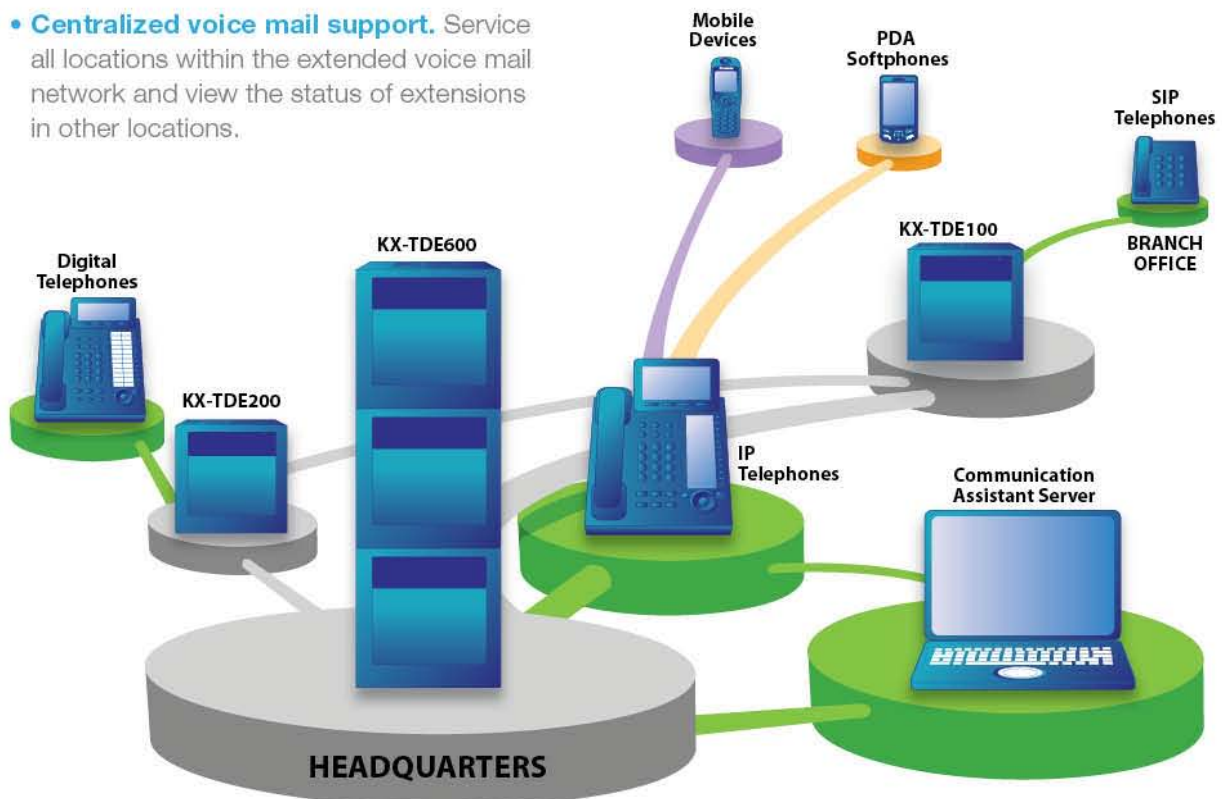 • Centralized voice mail support. Service
all locations within the extended voice mail
network and view the status of extensions
in other locations.
Mobile
Devices
PDA
Softphones
SIP
Telephones
BRANCH
OFFICE
KX-TDE100
KX-TDE600
Digital
Telephones
KX-TDE200
IP
Telephones
Communication
Assistant Server
HEADQUARTERS